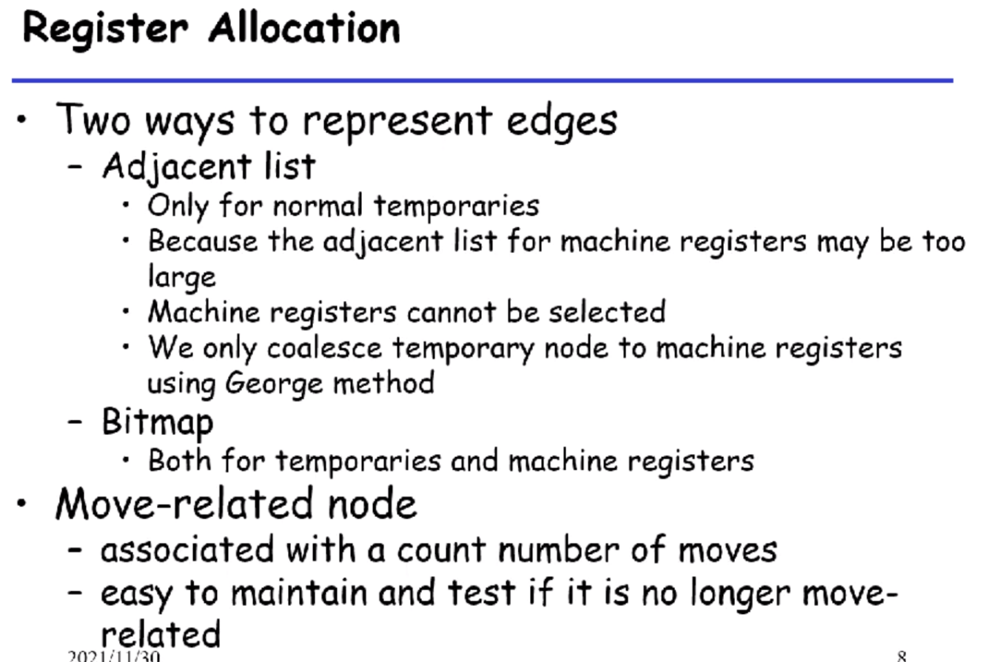 Register Allocation
• Two ways to represent edges
– Adjacent list
• Only for normal temporaries
• Because the adjacent list for machine registers may be too
large
• Machine registers cannot be selected
• We only coalesce temporary node to machine registers
using George method
– Bitmap
• Both for temporaries and machine registers
• Move-related node
– associated with a count number of moves
– easy to maintain and test if it is no longer move-
related
2021/11/30
8